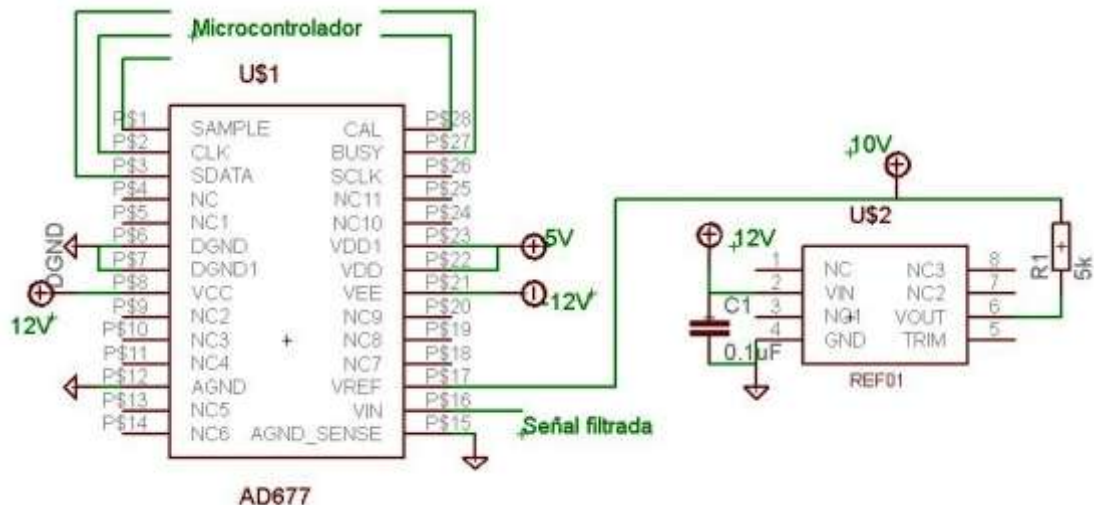 Microcontrolador
U$1
P$1 SAMPLE CAL P$28
P$2 CLK BUSY P$27
P$3 SDATA SCLK P$26
P$4 NC NC11 P$25
P$5 NC1 NC10 P$24
P$6 DGND VDD1 P$23
P$7 DGND1 VDD P$22
P$8 VCC VEE P$21
P$9 NC2 NC9 P$20
P$10 NC3 NC8 P$19
P$11 NC4 NC7 P$18
P$12 AGND VREF P$17
P$13 NC5 VIN P$16
P$14 NC6 AGND_SENSE P$15
AD677
DGND
12V
5V
-12V
Señal filtrada
10V
U$2
12V
1 NC NC3 8
2 VIN NC2 7
3 NC1 VOUT 6
4 GND TRIM 5
REF01
C1
0.1uF
R1
5k